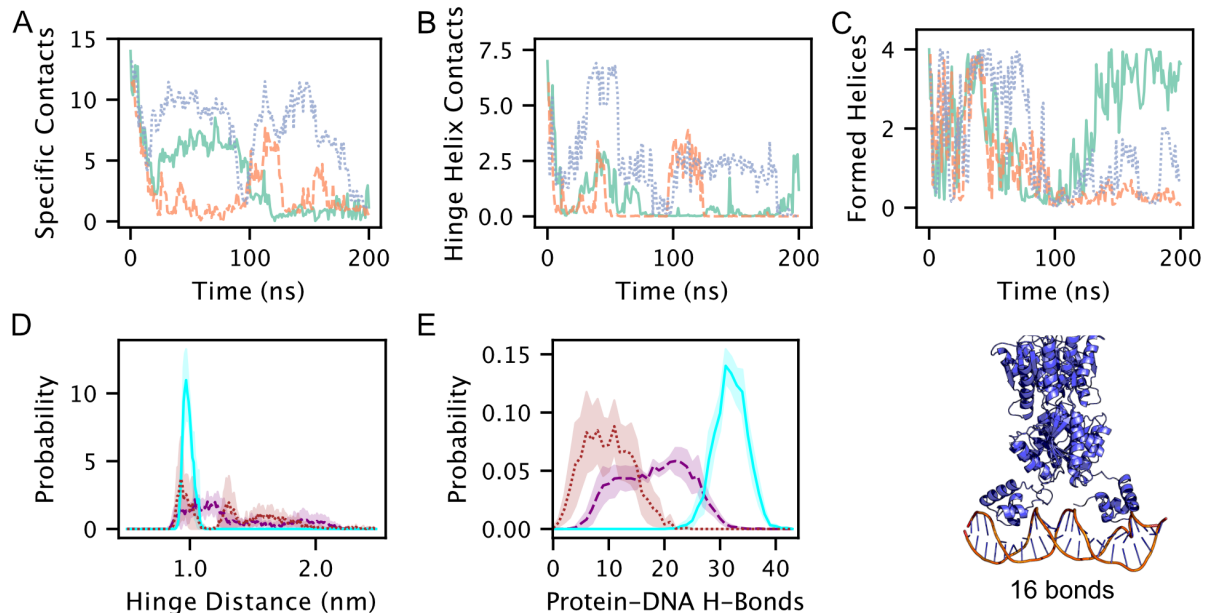 A
Specific Contacts
15
10
5
0
0
100
200
Time (ns)
B
Hinge Helix Contacts
7.5
5.0
2.5
0.0
0
100
200
Time (ns)
C
Formed Helices
4
2
0
0
100
200
Time (ns)
D
Probability
10
5
0
1.0
2.0
Hinge Distance (nm)
E
Probability
0.15
0.10
0.05
0.00
0
10
20
30
40
Protein-DNA H-Bonds
16 bonds